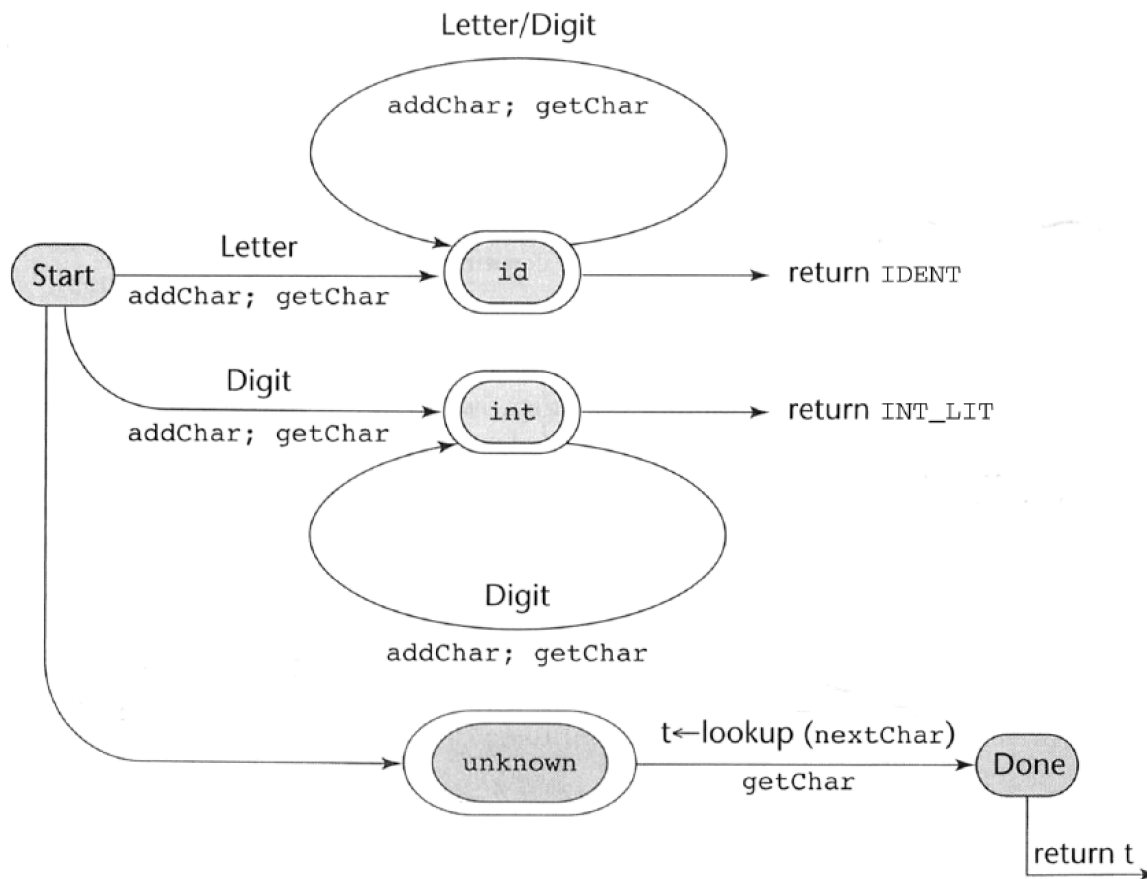 Letter/Digit
addChar; getChar
Start
Letter
addChar; getChar
id
return IDENT
Digit
addChar; getChar
int
return INT_LIT
Digit
addChar; getChar
unknown
t←lookup (nextChar)
getChar
Done
return t